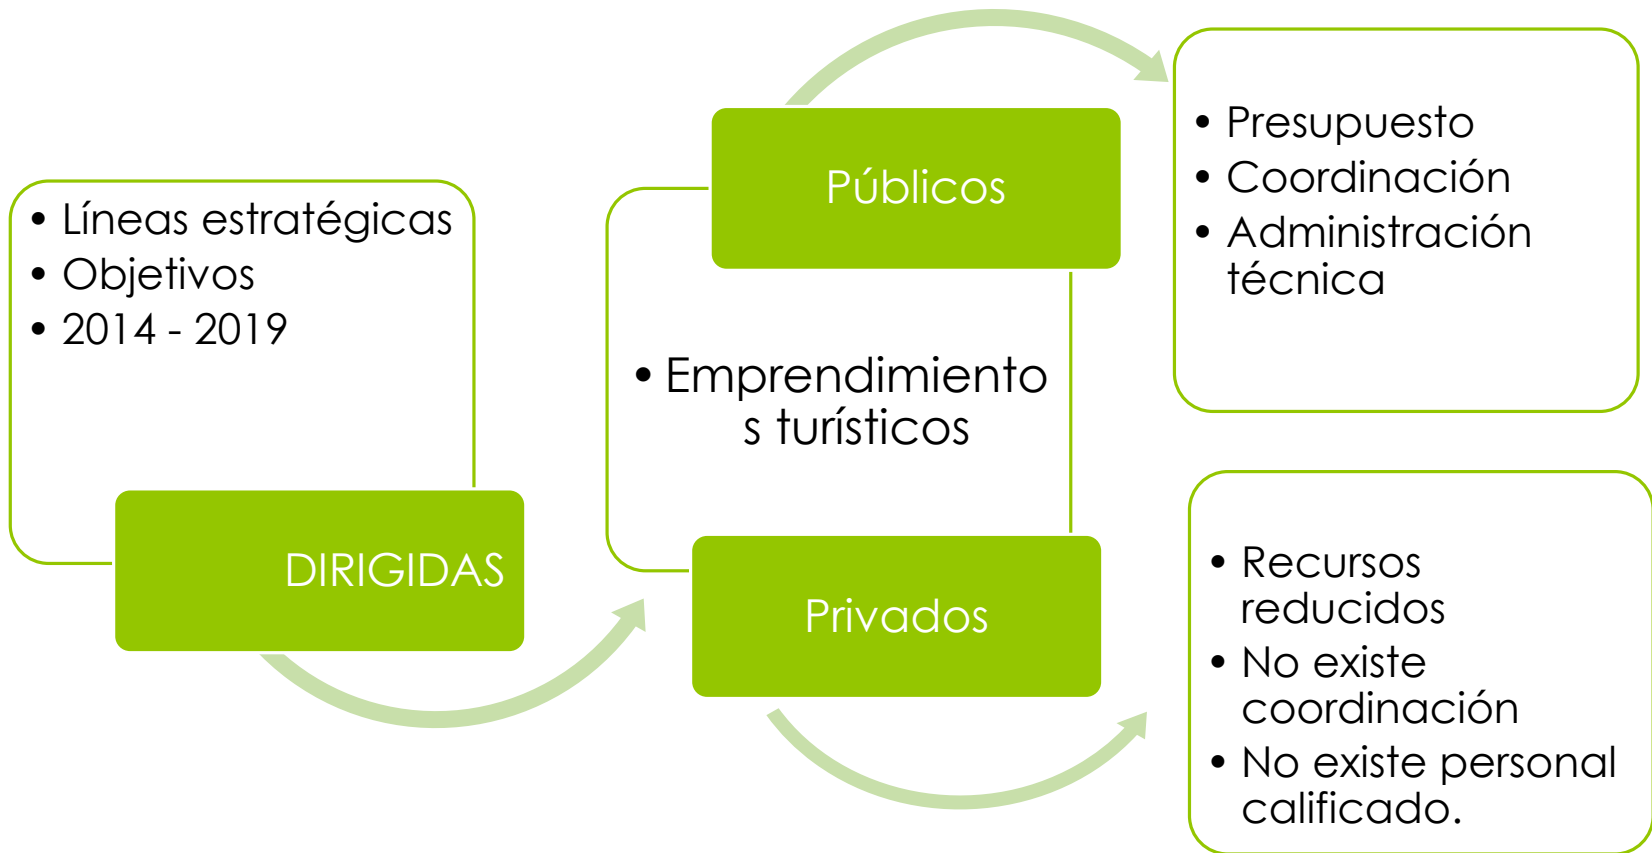 • Líneas estratégicas
• Objetivos
• 2014 - 2019
DIRIGIDAS
Públicos
• Emprendimiento
s turísticos
Privados
• Presupuesto
• Coordinación
• Administración
técnica
• Recursos
reducidos
• No existe
coordinación
• No existe personal
calificado.